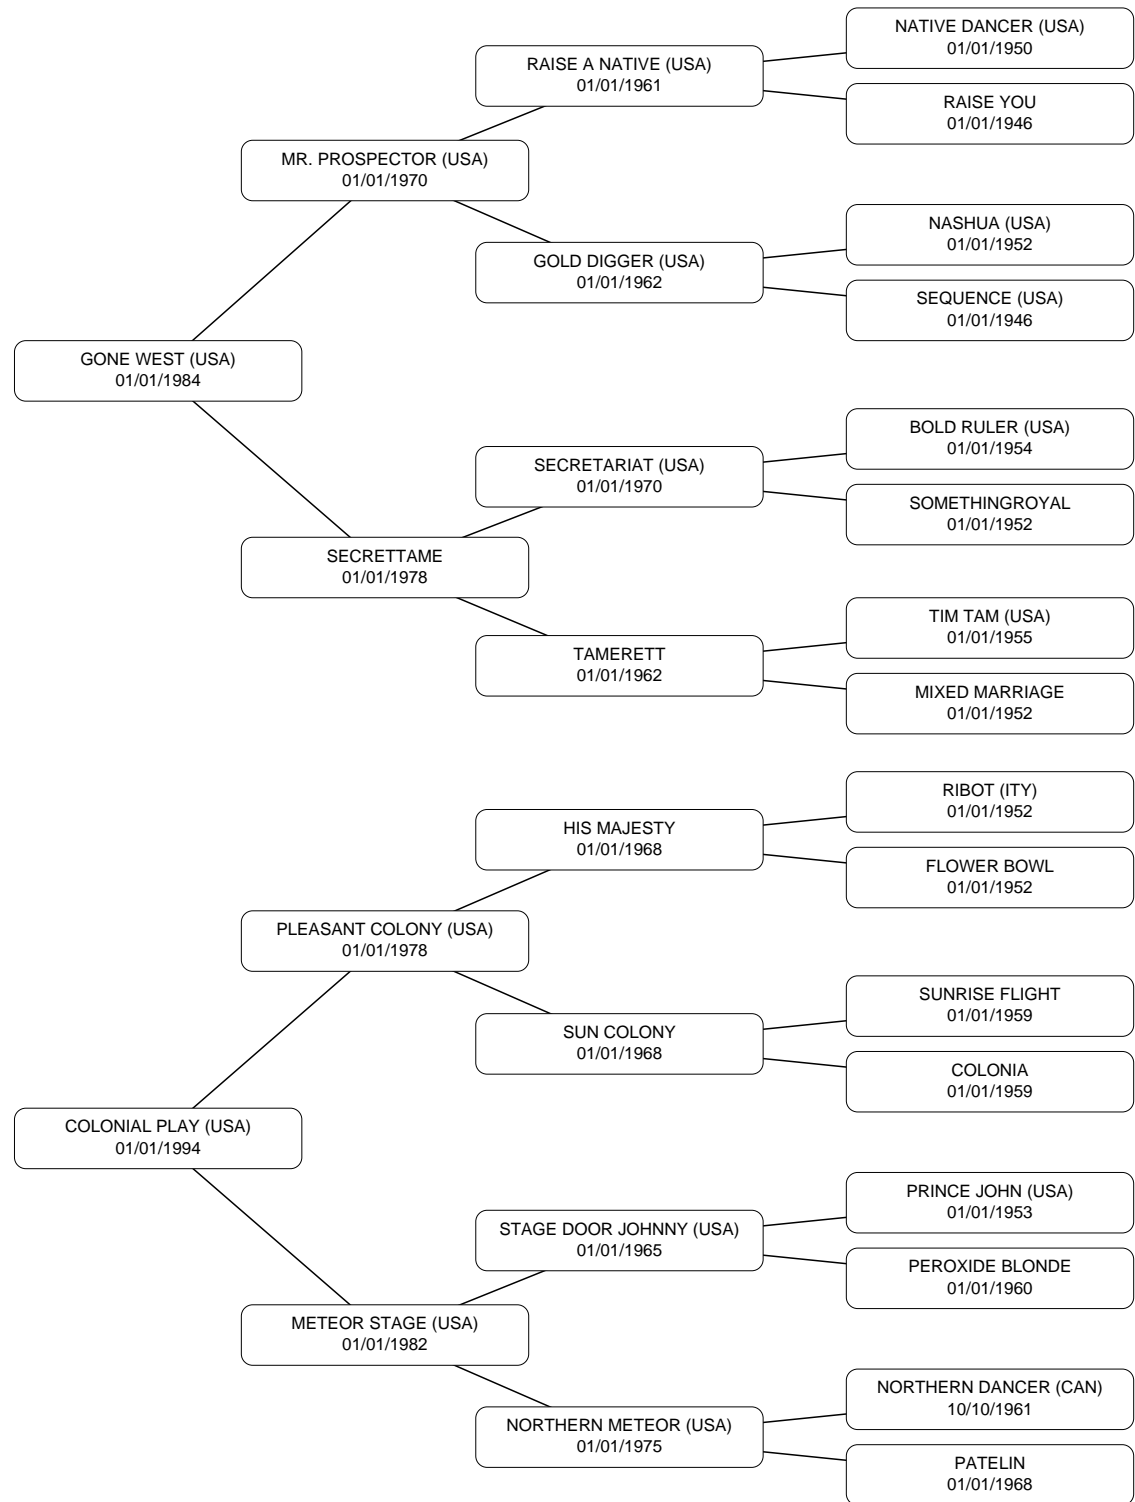 NATIVE DANCER (USA)
01/01/1950
RAISE A NATIVE (USA)
01/01/1961
RAISE YOU
01/01/1946
MR. PROSPECTOR (USA)
01/01/1970
NASHUA (USA)
01/01/1952
GOLD DIGGER (USA)
01/01/1962
SEQUENCE (USA)
01/01/1946
GONE WEST (USA)
01/01/1984
BOLD RULER (USA)
01/01/1954
SECRETARIAT (USA)
01/01/1970
SOMETHINGROYAL
01/01/1952
SECRETTAME
01/01/1978
TIM TAM (USA)
01/01/1955
TAMERETT
01/01/1962
MIXED MARRIAGE
01/01/1952
RIBOT (ITY)
01/01/1952
HIS MAJESTY
01/01/1968
FLOWER BOWL
01/01/1952
PLEASANT COLONY (USA)
01/01/1978
SUNRISE FLIGHT
01/01/1959
SUN COLONY
01/01/1968
COLONIA
01/01/1959
COLONIAL PLAY (USA)
01/01/1994
PRINCE JOHN (USA)
01/01/1953
STAGE DOOR JOHNNY (USA)
01/01/1965
PEROXIDE BLONDE
01/01/1960
METEOR STAGE (USA)
01/01/1982
NORTHERN DANCER (CAN)
10/10/1961
NORTHERN METEOR (USA)
01/01/1975
PATELIN
01/01/1968